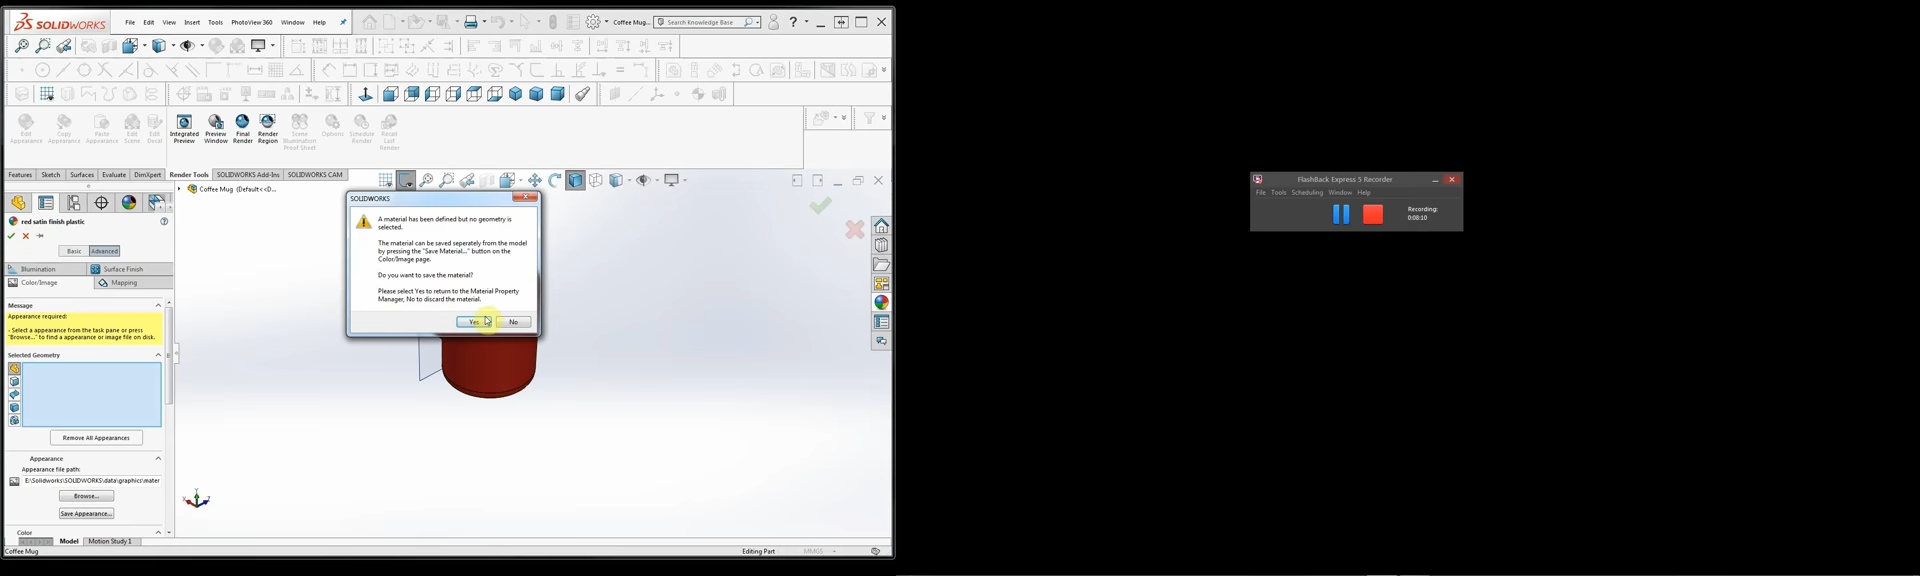 SOLIDWORKS
File Edit View Insert Tools PhotoView 360 Window Help
Coffee Mug...
Search Knowledge Base
?
Edit Appearance
Copy Appearance
Paste Appearance
Edit Scene
Edit Decal
Integrated Preview
Preview Window
Final Render
Render Region
Scene Illumination Proof Sheet
Options
Schedule Render
Recall Last Render
Features Sketch Surfaces Evaluate DimXpert Render Tools SOLIDWORKS Add-Ins SOLIDWORKS CAM
Coffee Mug (Default<<D...
red satin finish plastic
Basic Advanced
Illumination Surface Finish
Color/Image Mapping
Message
Appearance required:
- Select a appearance from the task pane or press
"Browse..." to find a appearance or image file on disk.
Selected Geometry
Remove All Appearances
Appearance
Appearance file path:
E:\Solidworks\SOLIDWORKS\data\graphics\mater
Browse...
Save Appearance...
Color
Model Motion Study 1
Coffee Mug
Editing Part
MMGS
SOLIDWORKS
A material has been defined but no geometry is
selected.
The material can be saved seperately from the model
by pressing the "Save Material..." button on the
Color/Image page.
Do you want to save the material?
Please select Yes to return to the Material Property
Manager, No to discard the material.
Yes No
FlashBack Express 5 Recorder
File Tools Scheduling Window Help
Recording:
0:08:10